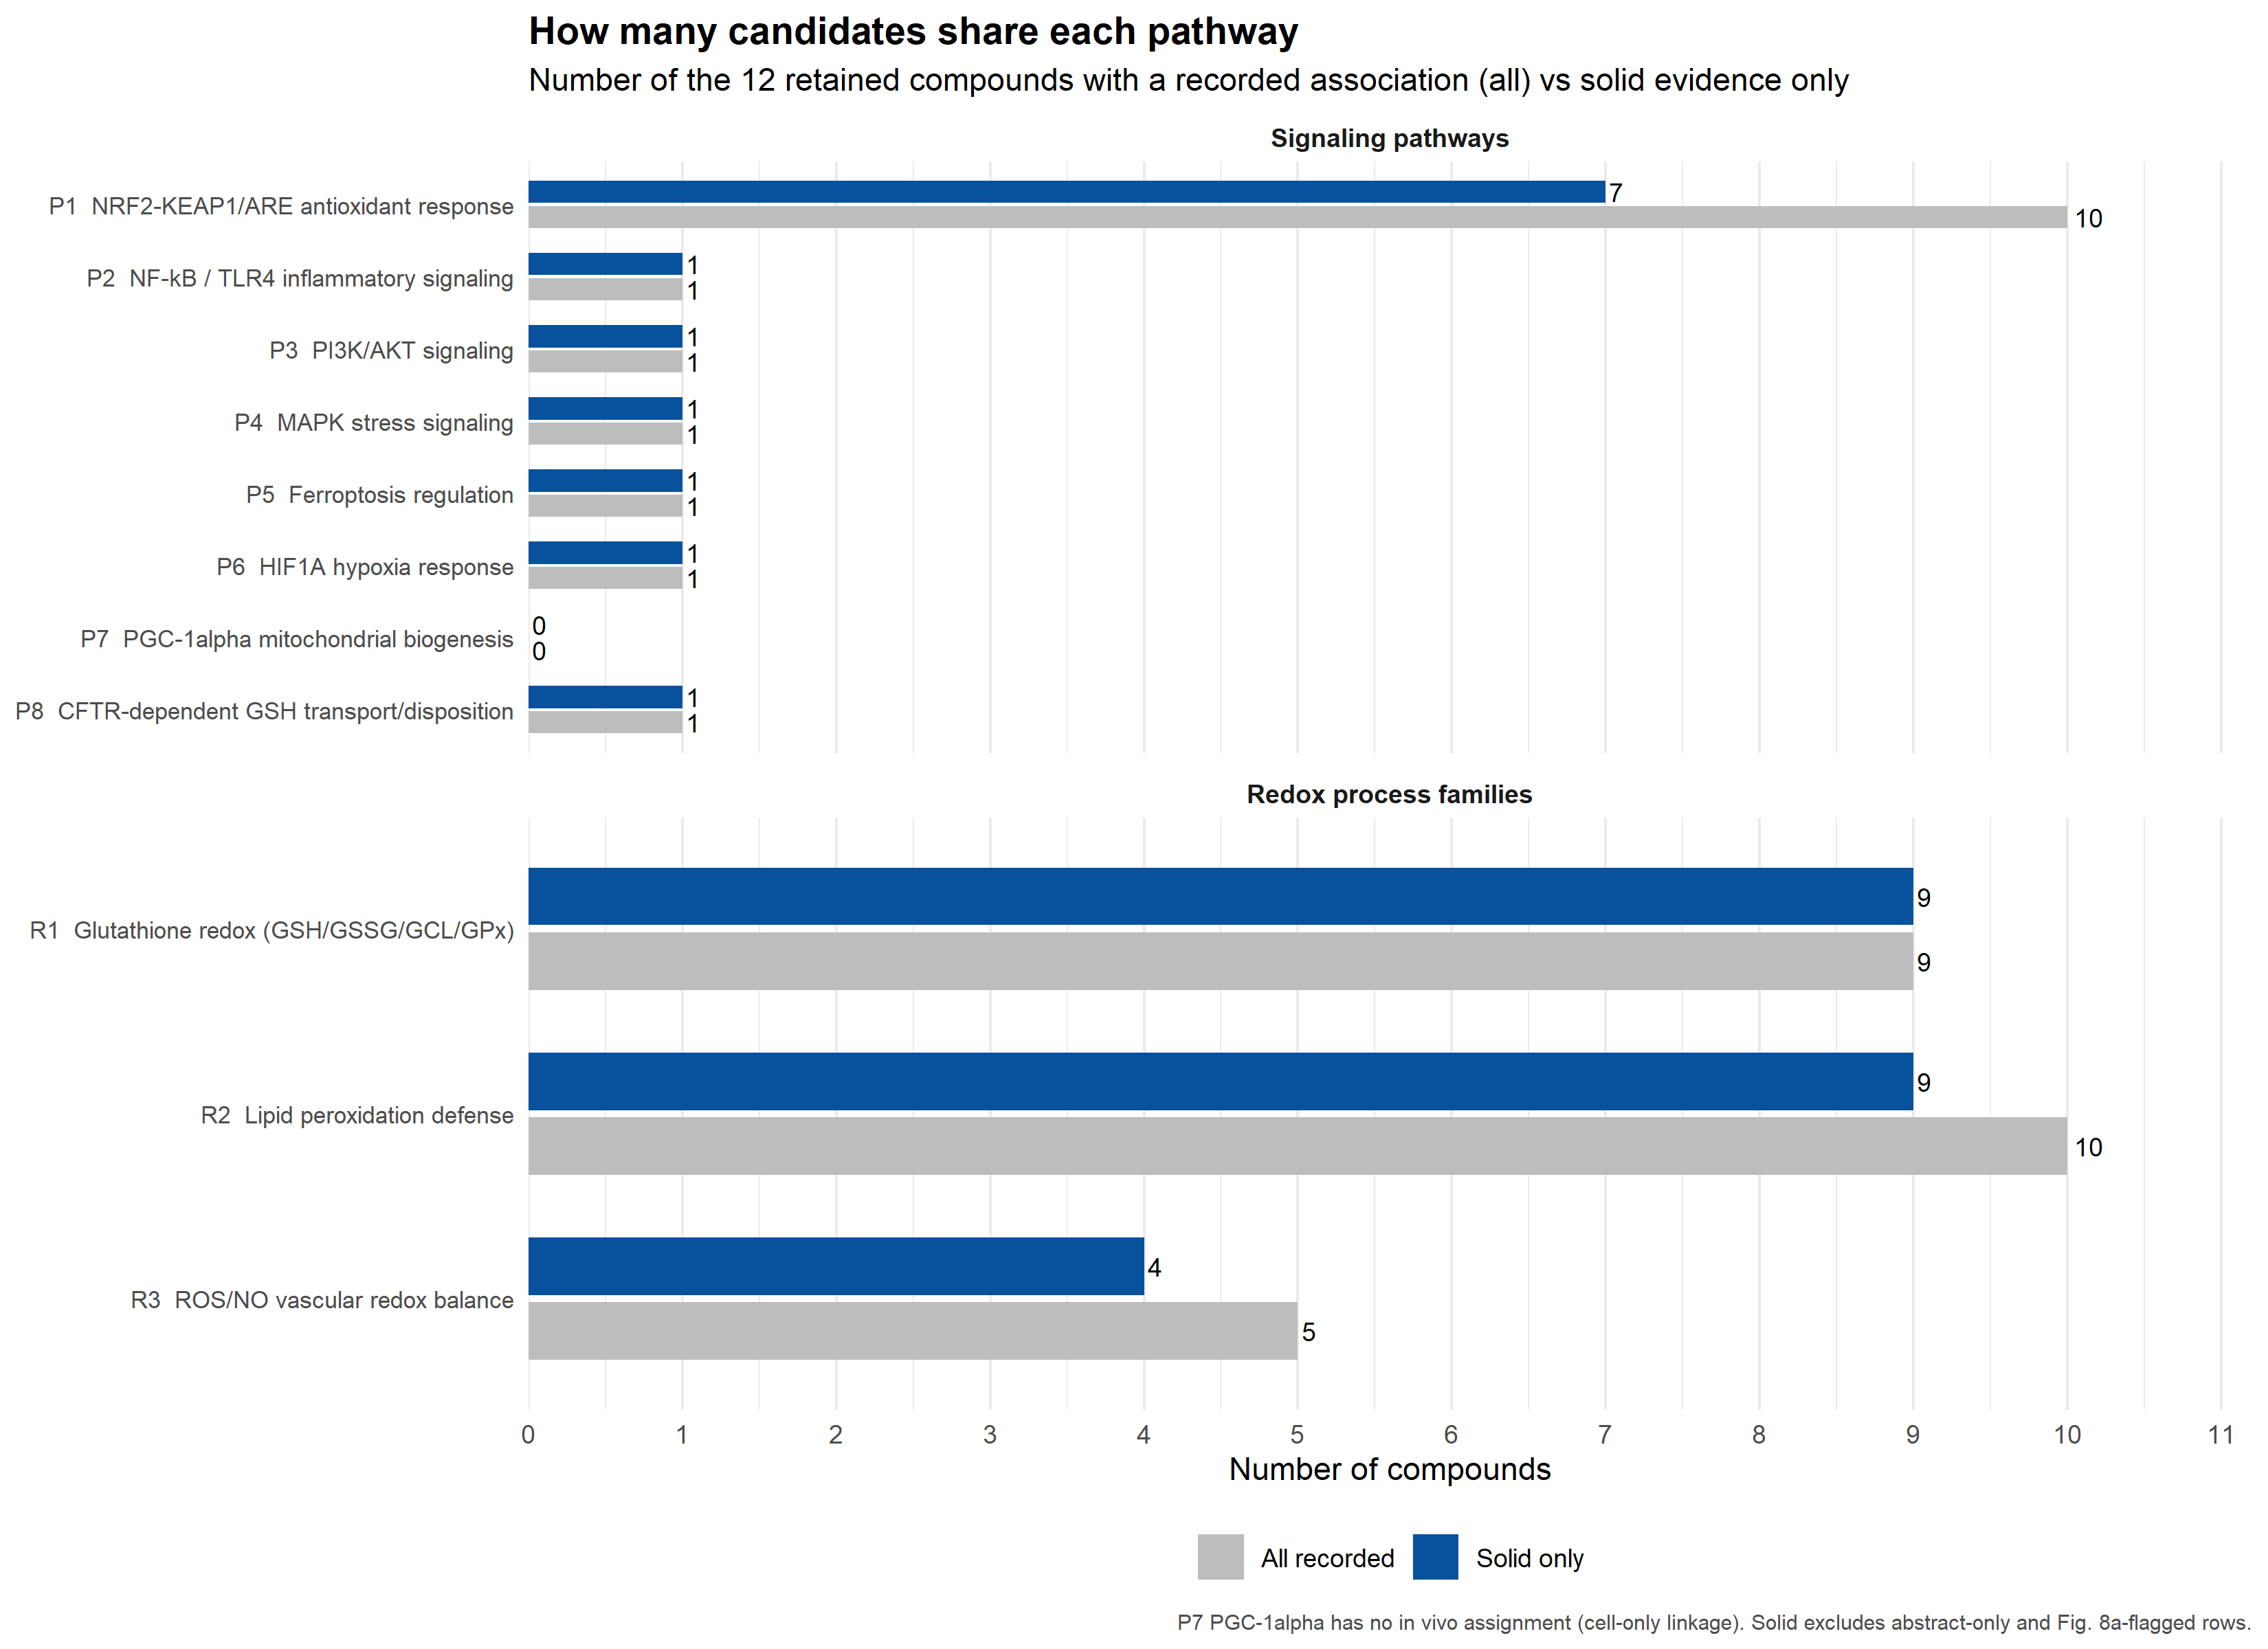 How many candidates share each pathway
Number of the 12 retained compounds with a recorded association (all) vs solid evidence only
Signaling pathways
P1 NRF2-KEAP1/ARE antioxidant response
7
10
P2 NF-kB / TLR4 inflammatory signaling
1
1
P3 PI3K/AKT signaling
1
1
P4 MAPK stress signaling
1
1
P5 Ferroptosis regulation
1
1
P6 HIF1A hypoxia response
1
1
P7 PGC-1alpha mitochondrial biogenesis
0
0
P8 CFTR-dependent GSH transport/disposition
1
1
Redox process families
R1 Glutathione redox (GSH/GSSG/GCL/GPx)
9
9
R2 Lipid peroxidation defense
9
10
R3 ROS/NO vascular redox balance
4
5
0 1 2 3 4 5 6 7 8 9 10 11
Number of compounds
All recorded Solid only
P7 PGC-1alpha has no in vivo assignment (cell-only linkage). Solid excludes abstract-only and Fig. 8a-flagged rows.